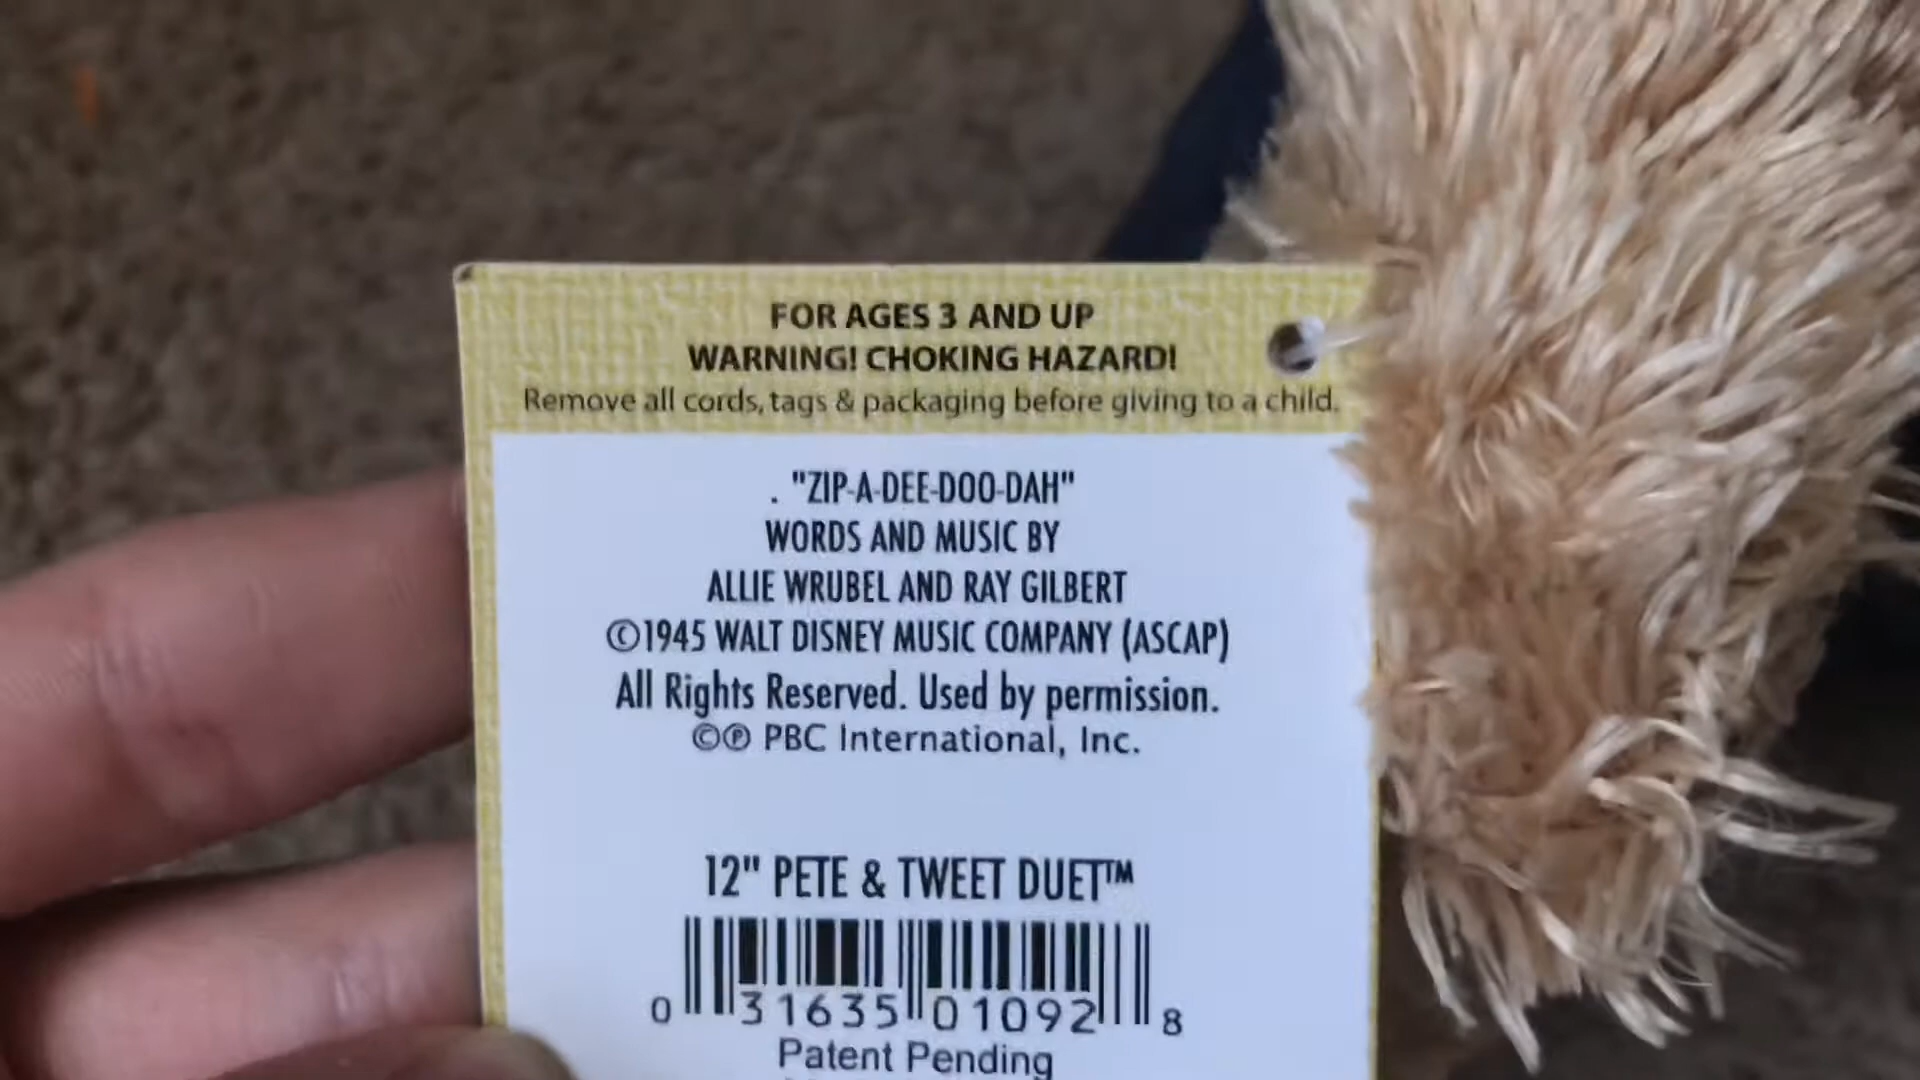 FOR AGES 3 AND UP
WARNING! CHOKING HAZARD!
Remove all cords, tags & packaging before giving to a child.
. "ZIP-A-DEE-DOO-DAH"
WORDS AND MUSIC BY
ALLIE WRUBEL AND RAY GILBERT
©1945 WALT DISNEY MUSIC COMPANY (ASCAP)
All Rights Reserved. Used by permission.
©℗ PBC International, Inc.
12" PETE & TWEET DUET™
0 31635 01092 8
Patent Pending